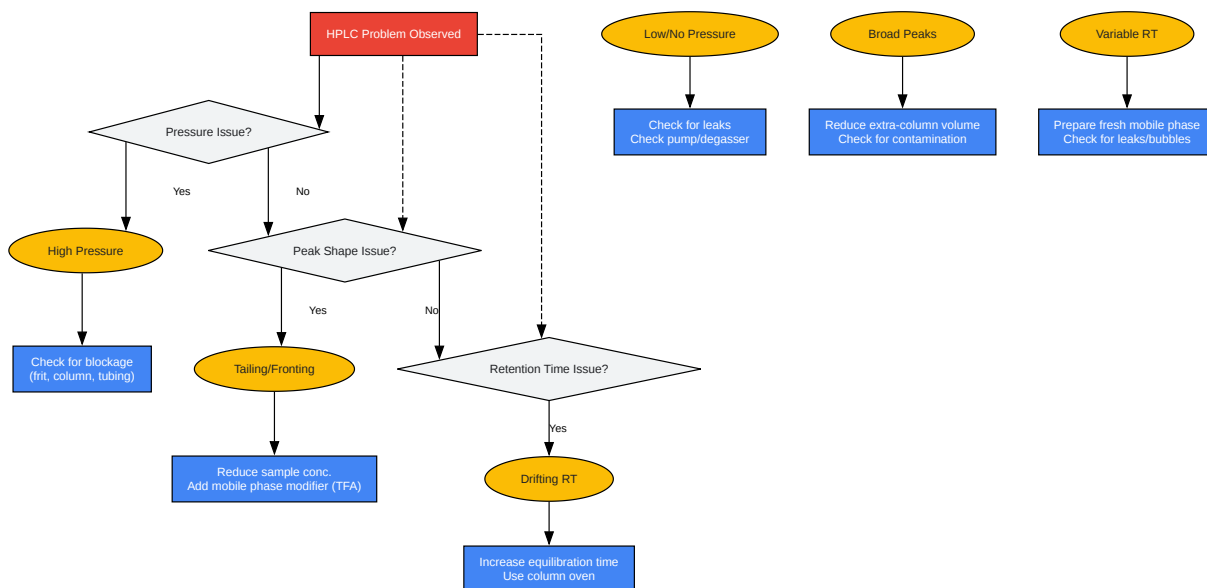 HPLC Problem Observed
Low/No Pressure
Broad Peaks
Variable RT
Pressure Issue?
Check for leaks
Check pump/degasser
Reduce extra-column volume
Check for contamination
Prepare fresh mobile phase
Check for leaks/bubbles
Yes
No
High Pressure
Peak Shape Issue?
Yes
No
Check for blockage
(frit, column, tubing)
Tailing/Fronting
Retention Time Issue?
Yes
Reduce sample conc.
Add mobile phase modifier (TFA)
Drifting RT
Increase equilibration time
Use column oven